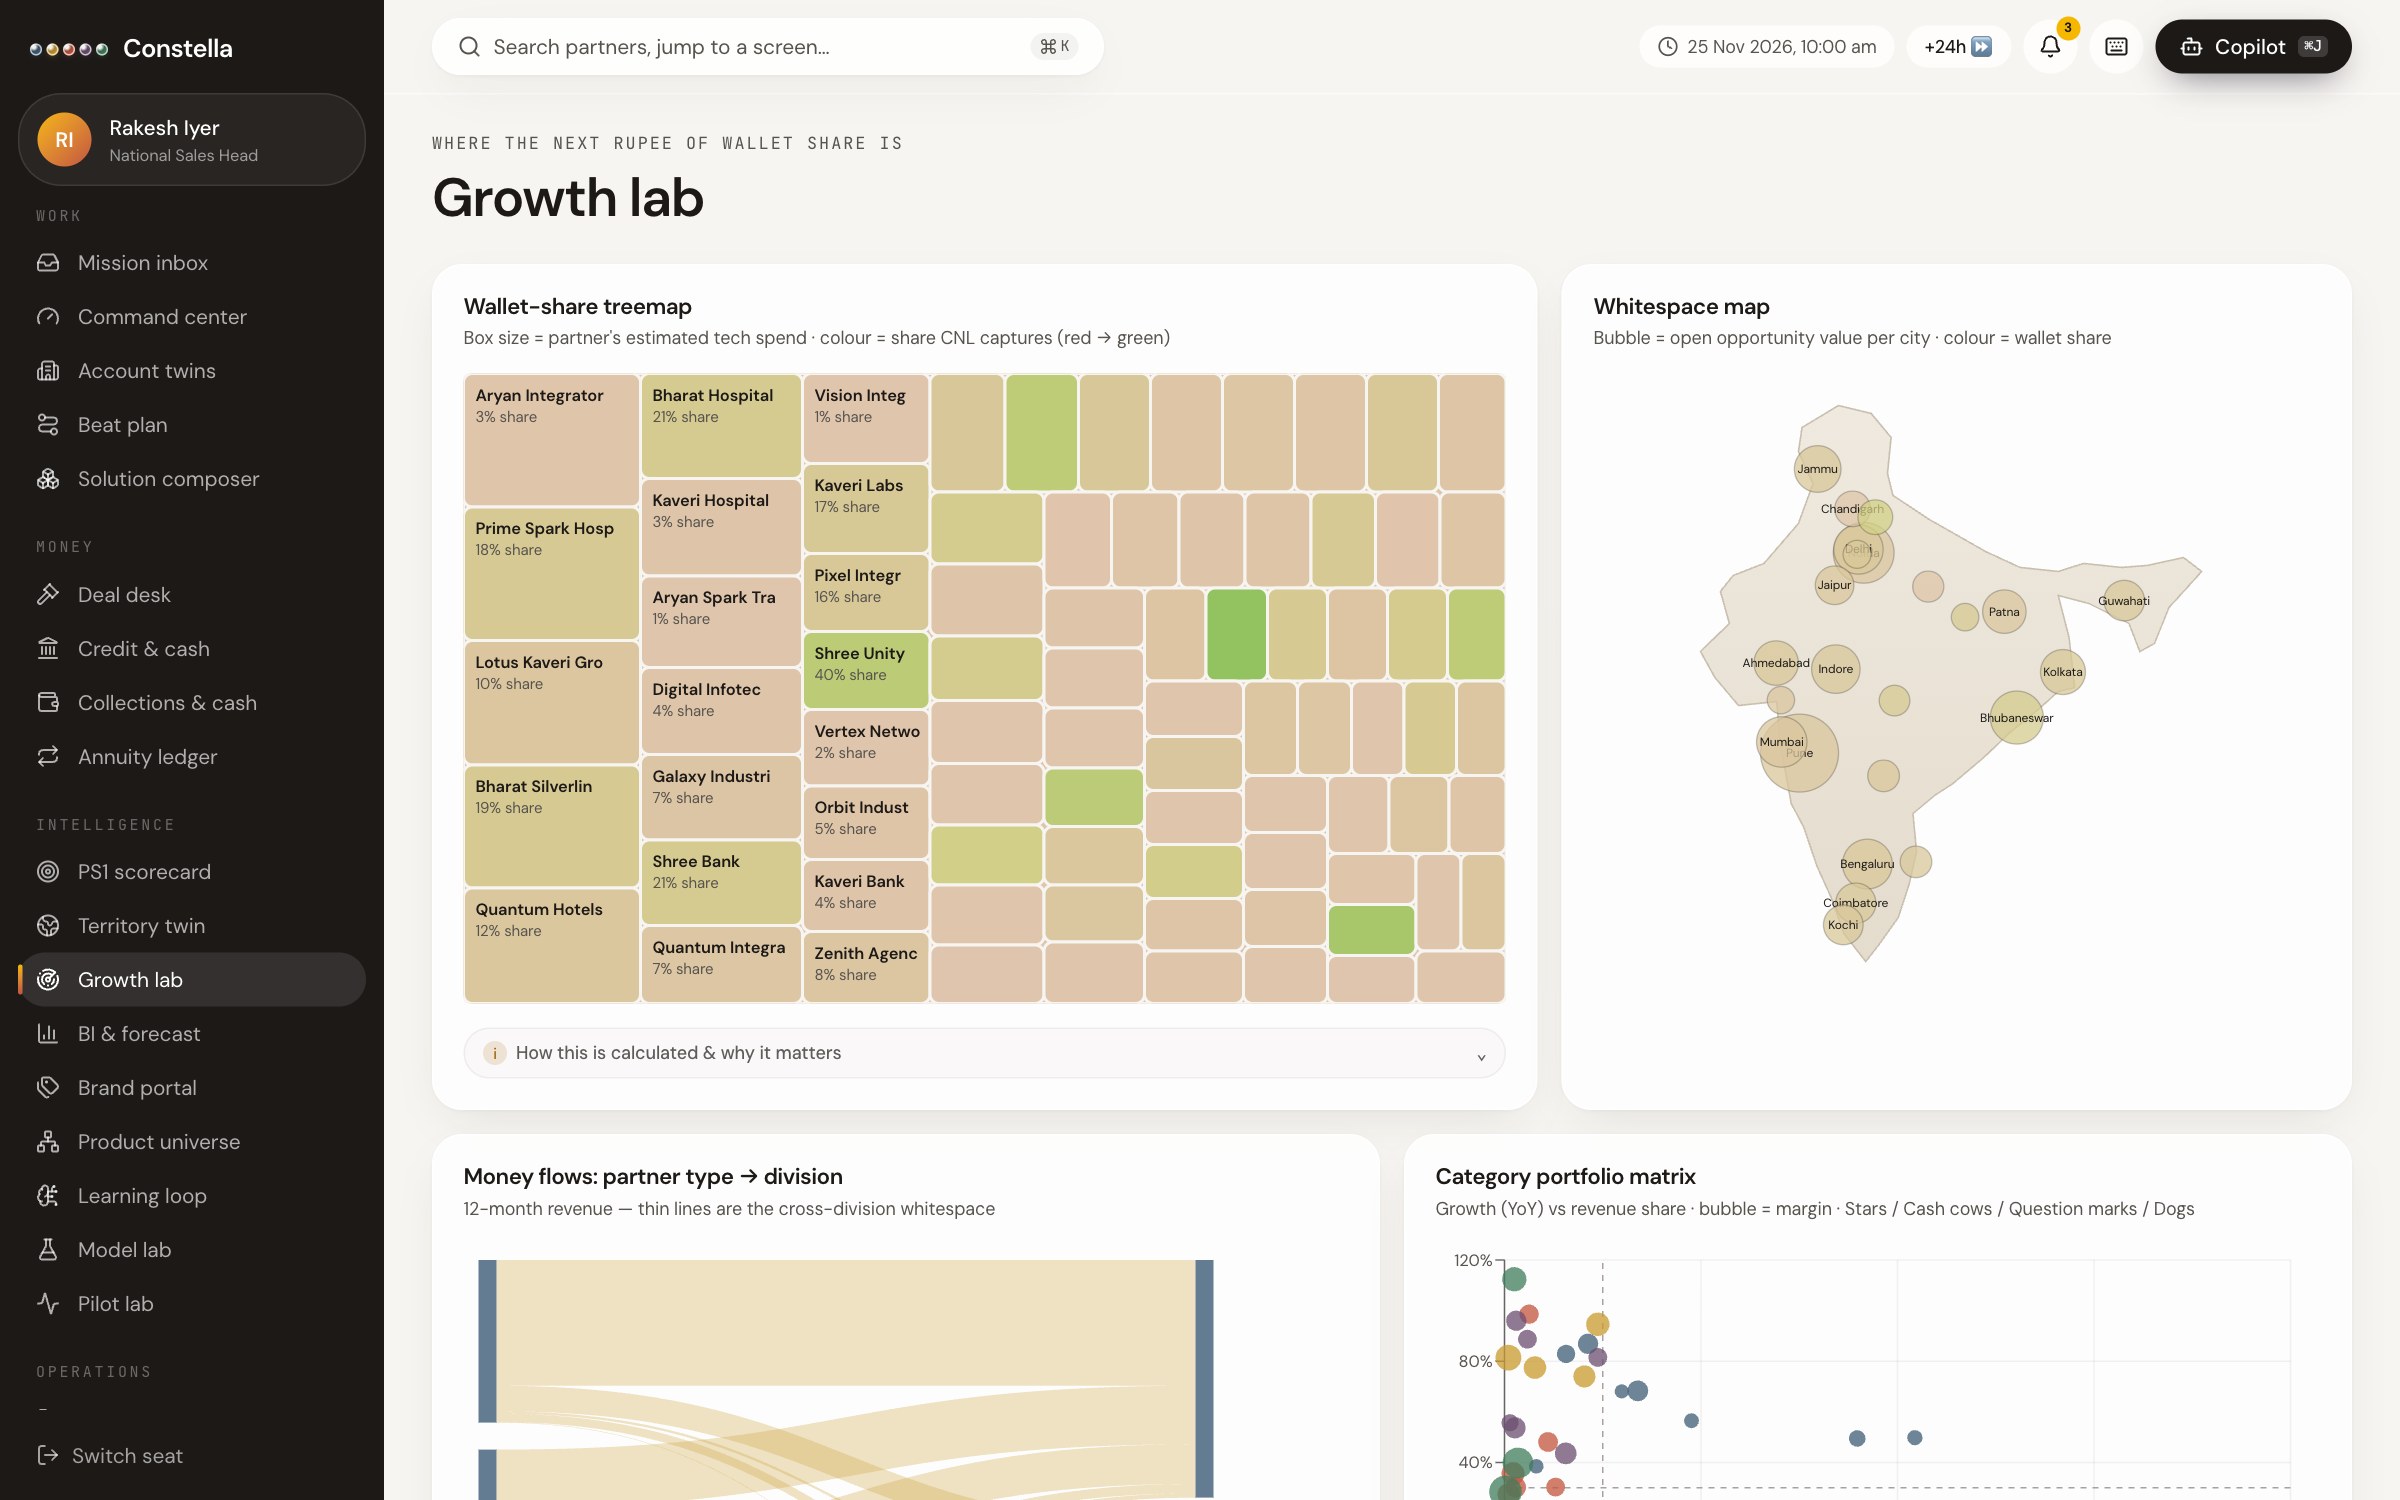 Constella
RI
Rakesh Iyer
National Sales Head
WORK
Mission inbox
Command center
Account twins
Beat plan
Solution composer
MONEY
Deal desk
Credit & cash
Collections & cash
Annuity ledger
INTELLIGENCE
PS1 scorecard
Territory twin
Growth lab
BI & forecast
Brand portal
Product universe
Learning loop
Model lab
Pilot lab
OPERATIONS
Switch seat
Search partners, jump to a screen...
⌘ K
25 Nov 2026, 10:00 am
+24h
3
Copilot ⌘J
WHERE THE NEXT RUPEE OF WALLET SHARE IS
Growth lab
Wallet-share treemap
Box size = partner's estimated tech spend · colour = share CNL captures (red → green)
Aryan Integrator
3% share
Prime Spark Hosp
18% share
Lotus Kaveri Gro
10% share
Bharat Silverlin
19% share
Quantum Hotels
12% share
Bharat Hospital
21% share
Kaveri Hospital
3% share
Aryan Spark Tra
1% share
Digital Infotec
4% share
Galaxy Industri
7% share
Shree Bank
21% share
Quantum Integra
7% share
Vision Integ
1% share
Kaveri Labs
17% share
Pixel Integr
16% share
Shree Unity
40% share
Vertex Netwo
2% share
Orbit Indust
5% share
Kaveri Bank
4% share
Zenith Agenc
8% share
i How this is calculated & why it matters
Whitespace map
Bubble = open opportunity value per city · colour = wallet share
Jammu
Chandigarh
Delhi
Jaipur
Patna
Guwahati
Ahmedabad
Indore
Kolkata
Bhubaneswar
Mumbai
Pune
Bengaluru
Coimbatore
Kochi
Money flows: partner type → division
12-month revenue — thin lines are the cross-division whitespace
Category portfolio matrix
Growth (YoY) vs revenue share · bubble = margin · Stars / Cash cows / Question marks / Dogs
120%
80%
40%